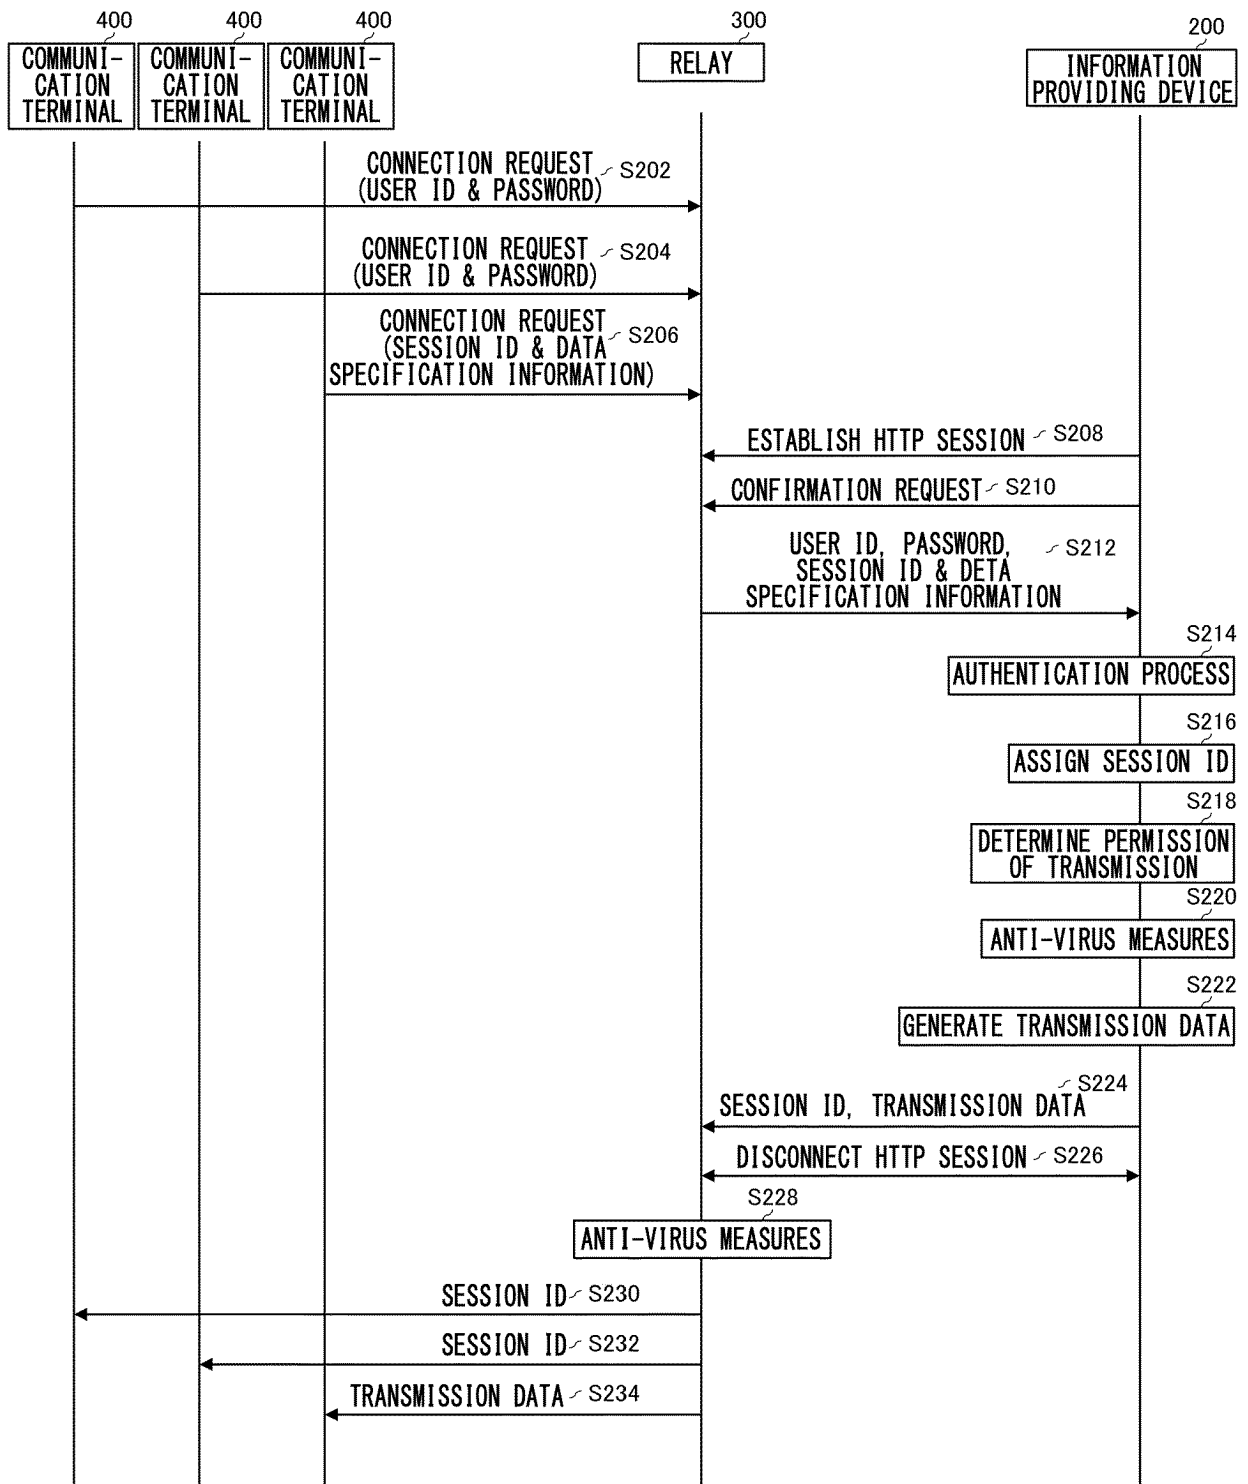 400
400
400
300
200
COMMUNI-
CATION
TERMINAL
COMMUNI-
CATION
TERMINAL
COMMUNI-
CATION
TERMINAL
RELAY
INFORMATION
PROVIDING DEVICE
CONNECTION REQUEST
(USER ID & PASSWORD)
S202
CONNECTION REQUEST
(USER ID & PASSWORD)
S204
CONNECTION REQUEST
(SESSION ID & DATA
SPECIFICATION INFORMATION)
S206
ESTABLISH HTTP SESSION
S208
CONFIRMATION REQUEST
S210
USER ID, PASSWORD,
SESSION ID & DETA
SPECIFICATION INFORMATION
S212
S214
AUTHENTICATION PROCESS
S216
ASSIGN SESSION ID
S218
DETERMINE PERMISSION
OF TRANSMISSION
S220
ANTI-VIRUS MEASURES
S222
GENERATE TRANSMISSION DATA
S224
SESSION ID, TRANSMISSION DATA
DISCONNECT HTTP SESSION
S226
S228
ANTI-VIRUS MEASURES
SESSION ID
S230
SESSION ID
S232
TRANSMISSION DATA
S234